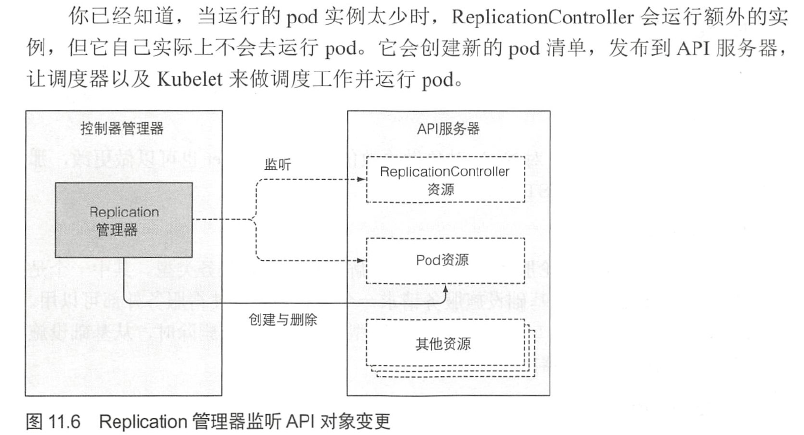 你已经知道，当运行的 pod 实例太少时，ReplicationController 会运行额外的实
例，但它自己实际上不会去运行 pod。它会创建新的 pod 清单，发布到 API 服务器，
让调度器以及 Kubelet 来做调度工作并运行 pod。
控制器管理器
API服务器
监听
ReplicationController
资源
Replication
管理器
Pod资源
创建与删除
其他资源
图 11.6 Replication 管理器监听 API 对象变更